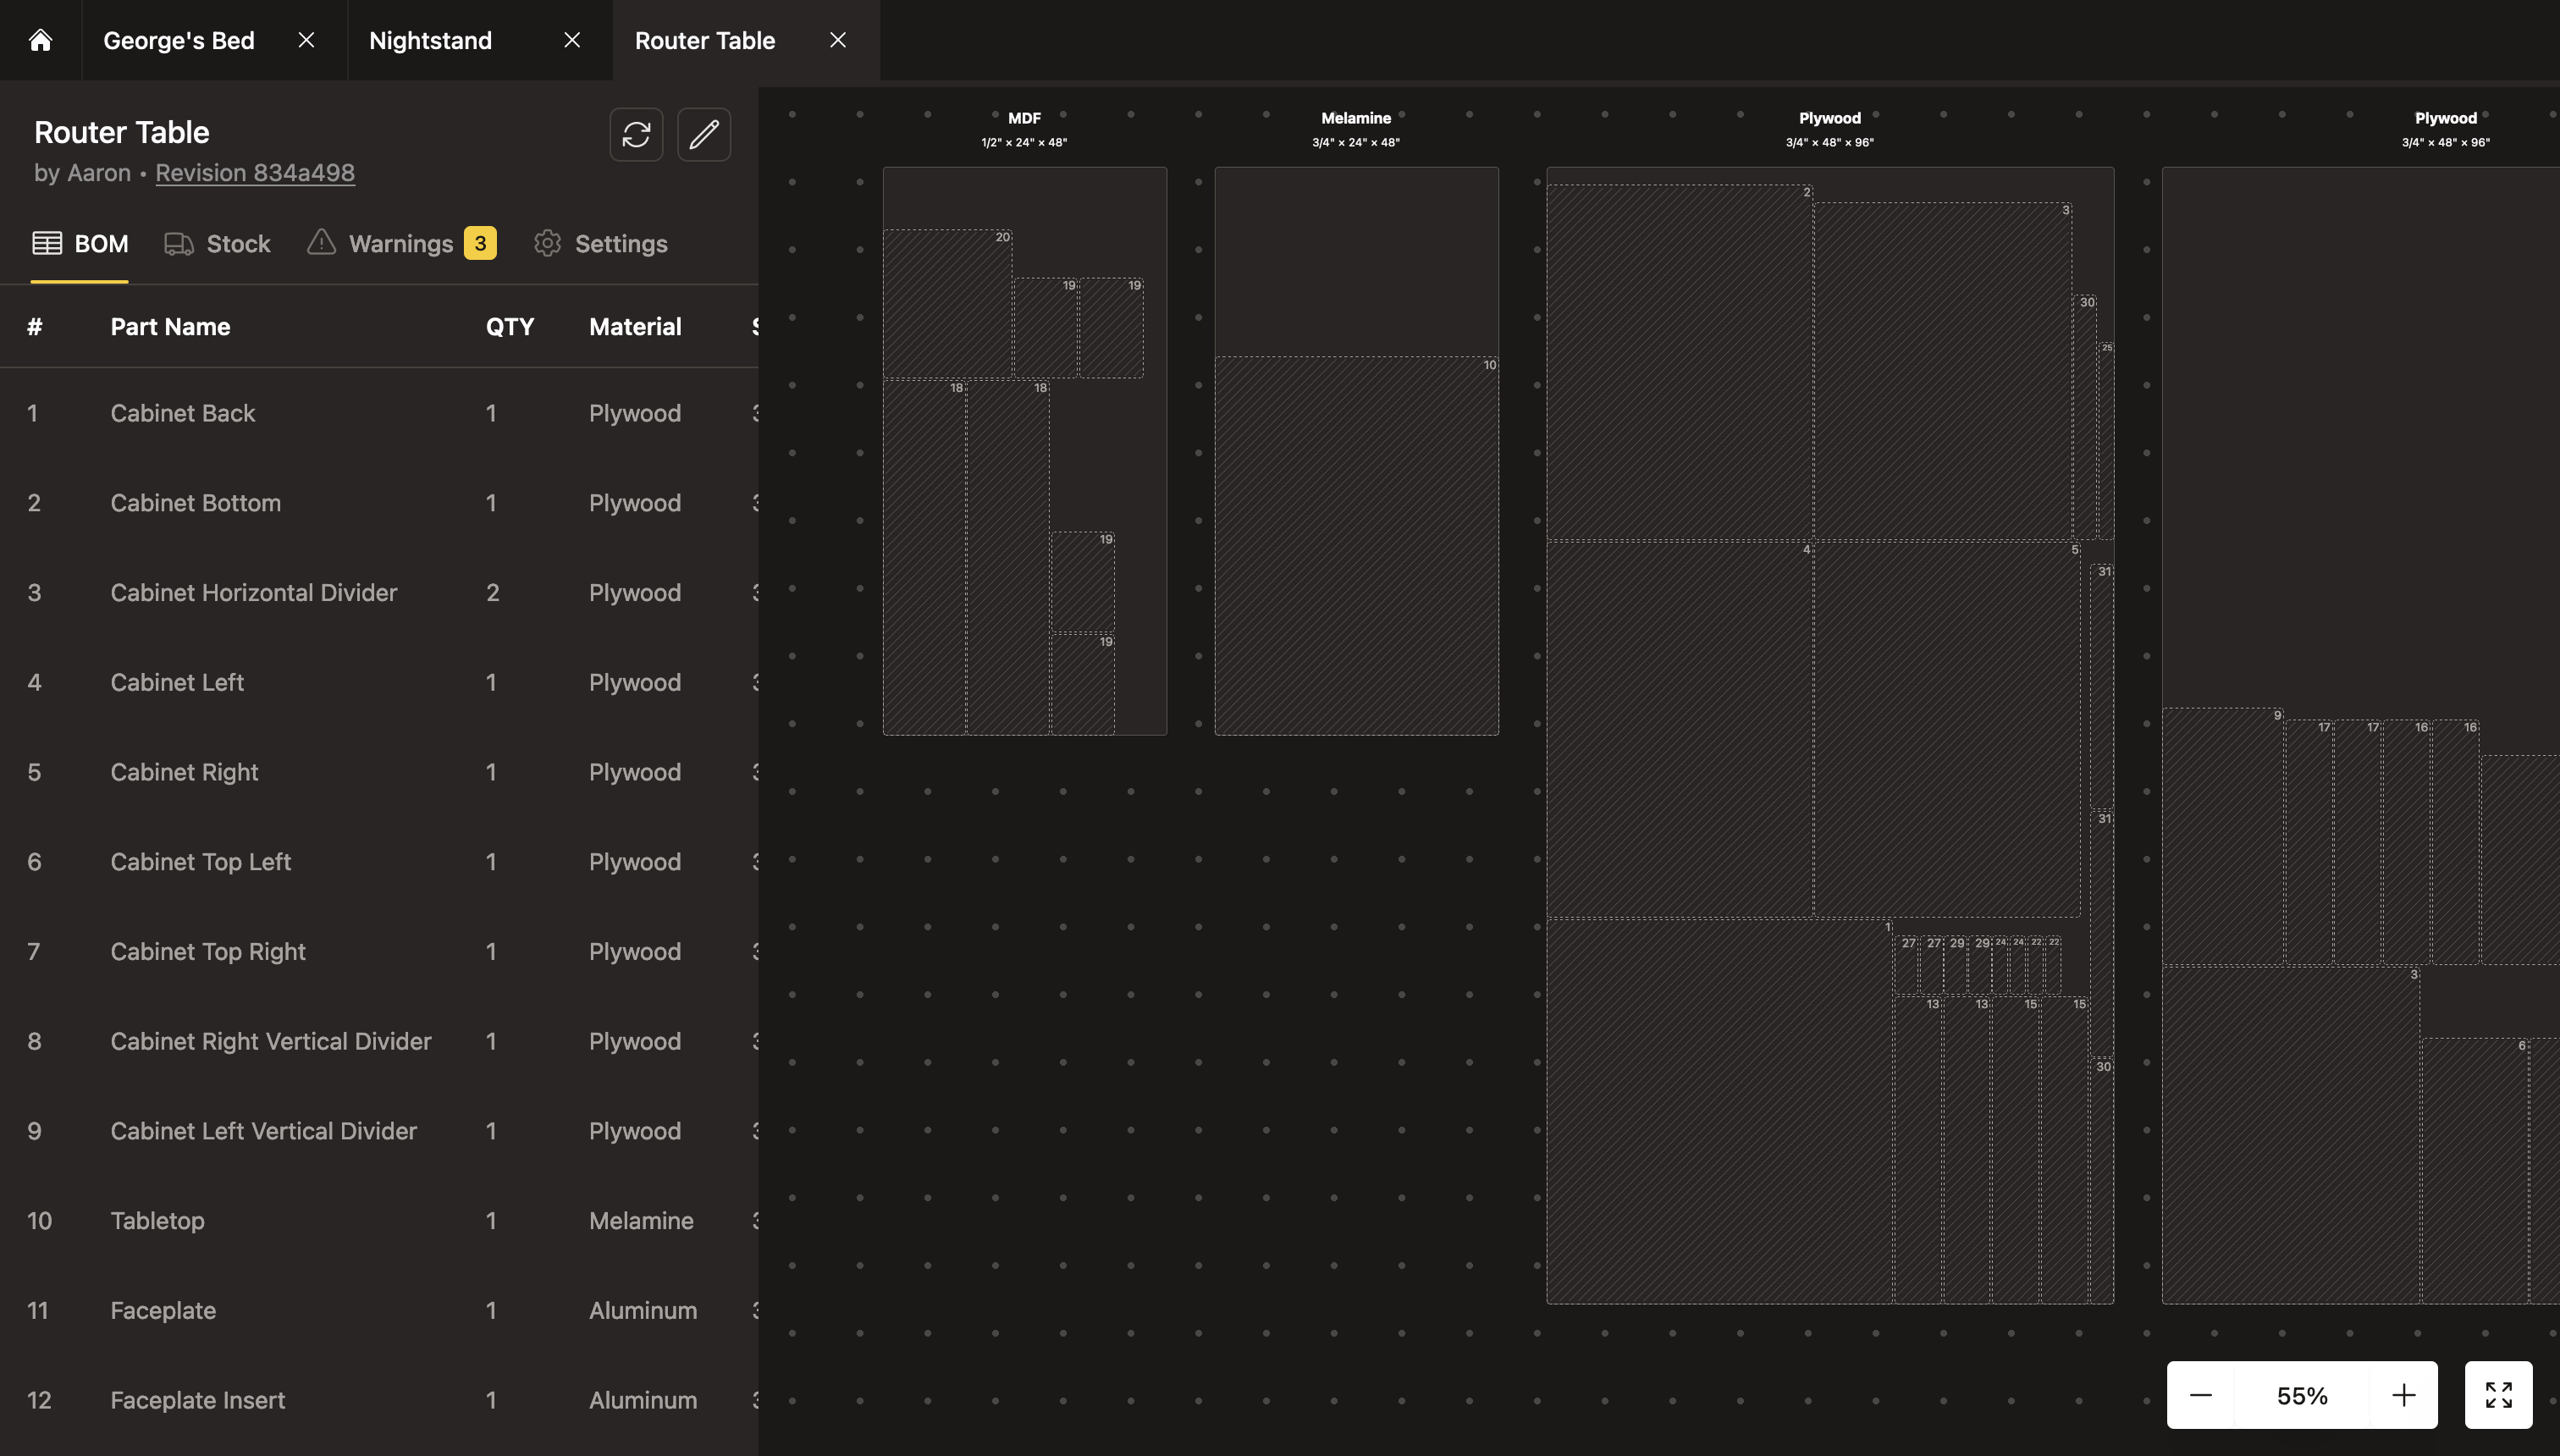 George's Bed
Nightstand
Router Table
Router Table
by Aaron • Revision 834a498
BOM
Stock
Warnings 3
Settings
# Part Name QTY Material
1 Cabinet Back 1 Plywood
2 Cabinet Bottom 1 Plywood
3 Cabinet Horizontal Divider 2 Plywood
4 Cabinet Left 1 Plywood
5 Cabinet Right 1 Plywood
6 Cabinet Top Left 1 Plywood
7 Cabinet Top Right 1 Plywood
8 Cabinet Right Vertical Divider 1 Plywood
9 Cabinet Left Vertical Divider 1 Plywood
10 Tabletop 1 Melamine
11 Faceplate 1 Aluminum
12 Faceplate Insert 1 Aluminum
MDF
1/2" × 24" × 48"
20
19 19
18 18
19
19
Melamine
3/4" × 24" × 48"
10
Plywood
3/4" × 48" × 96"
2
3
30
25
4 5
31
31
1
27 27 29 29 24 24 22 22
13 13 15 15
30
Plywood
3/4" × 48" × 96"
9
17 17 16 16
3
6
55%